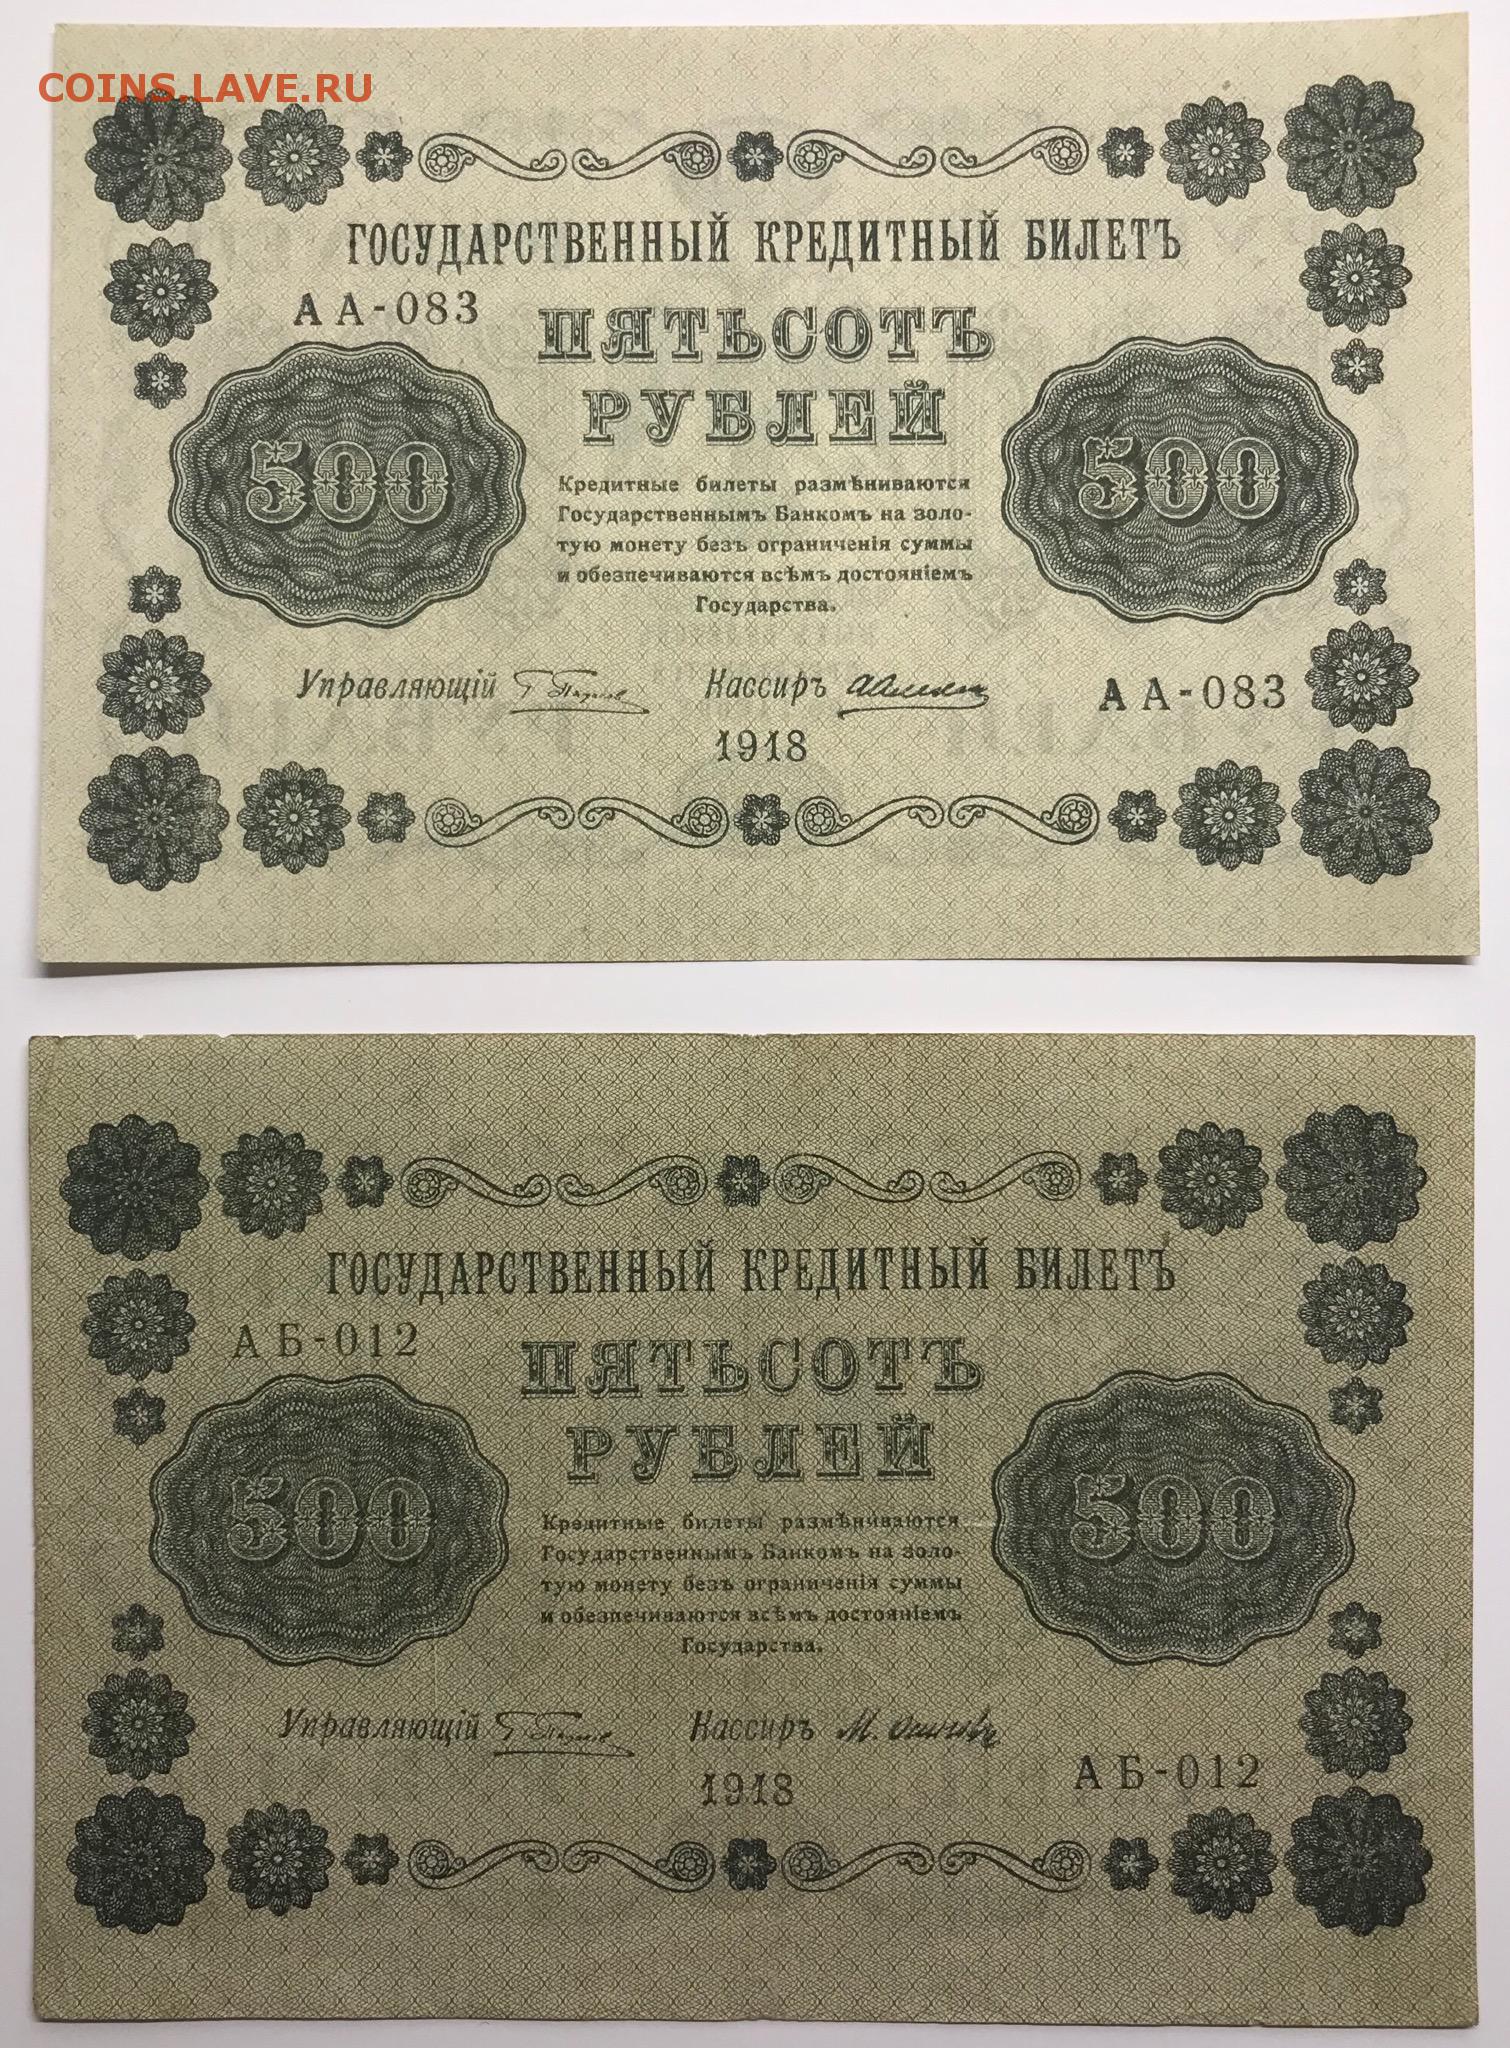 COINS.LAVE.RU
ГОСУДАРСТВЕННЫЙ КРЕДИТНЫЙ БИЛЕТЪ
АА-083
ПЯТЬСОТЪ
РУБЛЕЙ
500
500
Кредитные билеты размѣниваются
Государственнымъ Банкомъ на золо-
тую монету безъ ограниченія суммы
и обезпечиваются всѣмъ достояніемъ
Государства.
Управляющій Кассиръ
АА-083
1918
ГОСУДАРСТВЕННЫЙ КРЕДИТНЫЙ БИЛЕТЪ
АБ-012
ПЯТЬСОТЪ
РУБЛЕЙ
500
500
Кредитные билеты размѣниваются
Государственнымъ Банкомъ на золо-
тую монету безъ ограниченія суммы
и обезпечиваются всѣмъ достояніемъ
Государства.
Управляющій Кассиръ
АБ-012
1918